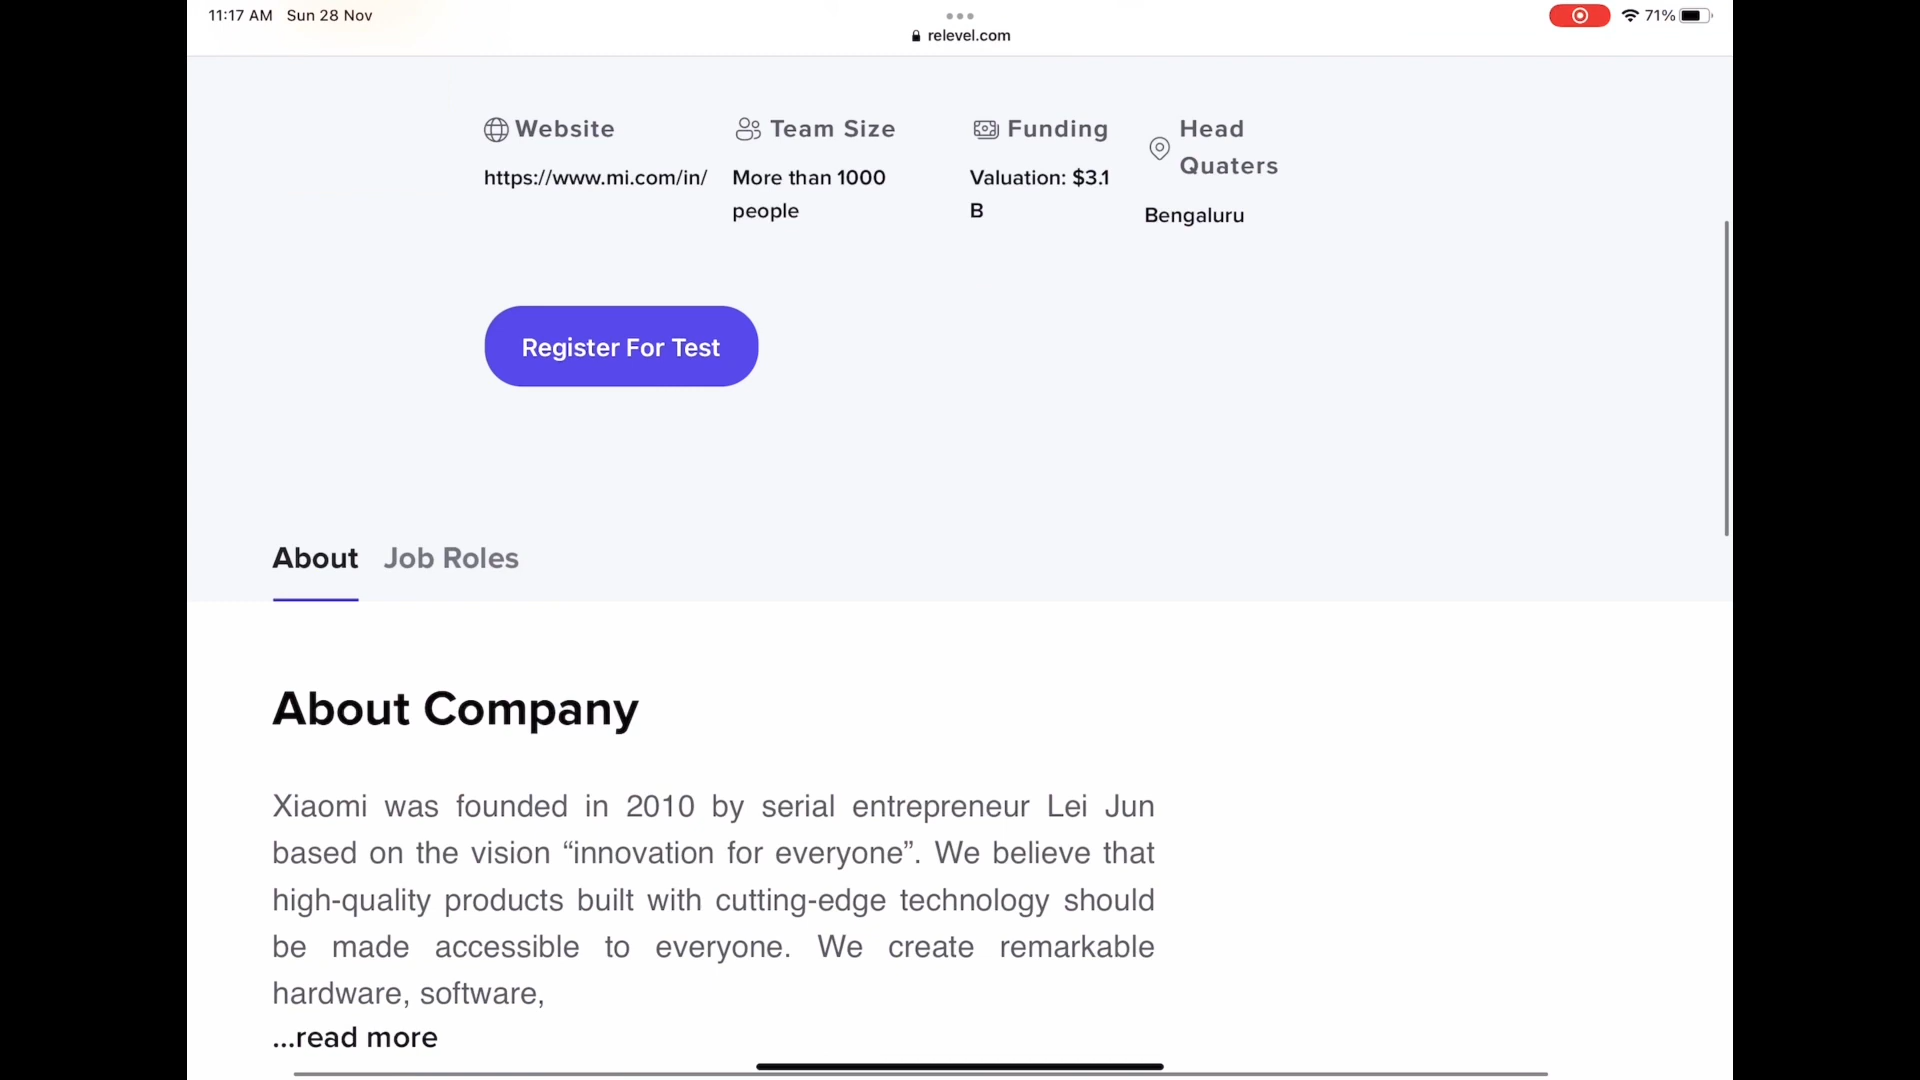 11:17 AM Sun 28 Nov
71%
relevel.com
Website
https://www.mi.com/in/
Team Size
More than 1000
people
Funding
Valuation: $3.1
B
Head
Quaters
Bengaluru
Register For Test
About Job Roles
About Company
Xiaomi was founded in 2010 by serial entrepreneur Lei Jun
based on the vision “innovation for everyone”. We believe that
high-quality products built with cutting-edge technology should
be made accessible to everyone. We create remarkable
hardware, software,
...read more